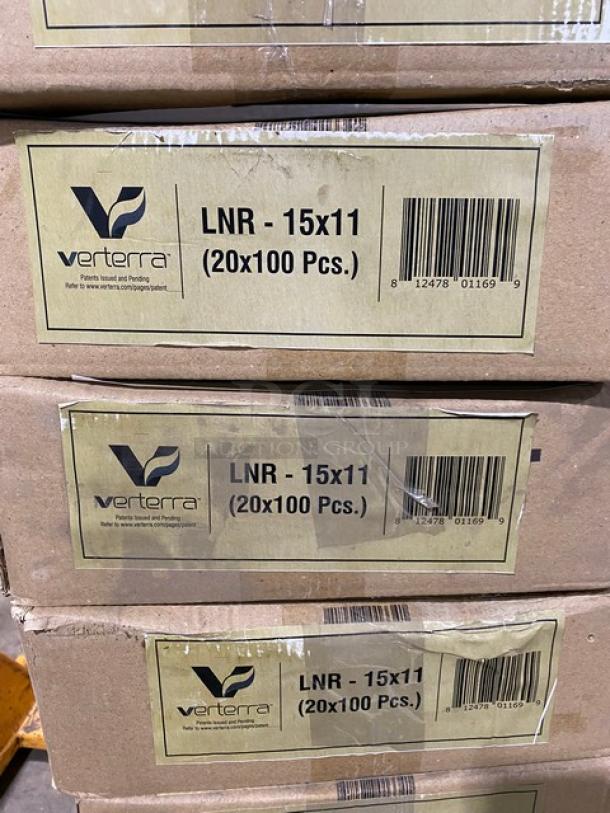 verterra
Patents Issued and Pending
Refer to www.verterra.com/pages/patent
LNR - 15x11
(20x100 Pcs.)
8 12478 01169 9
RGL
AUCTION GROUP
verterra
Patents Issued and Pending
Refer to www.verterra.com/pages/patent
LNR - 15x11
(20x100 Pcs.)
8 12478 01169 9
verterra
Patents Issued and Pending
Refer to www.verterra.com/pages/patent
LNR - 15x11
(20x100 Pcs.)
8 12478 01169 9